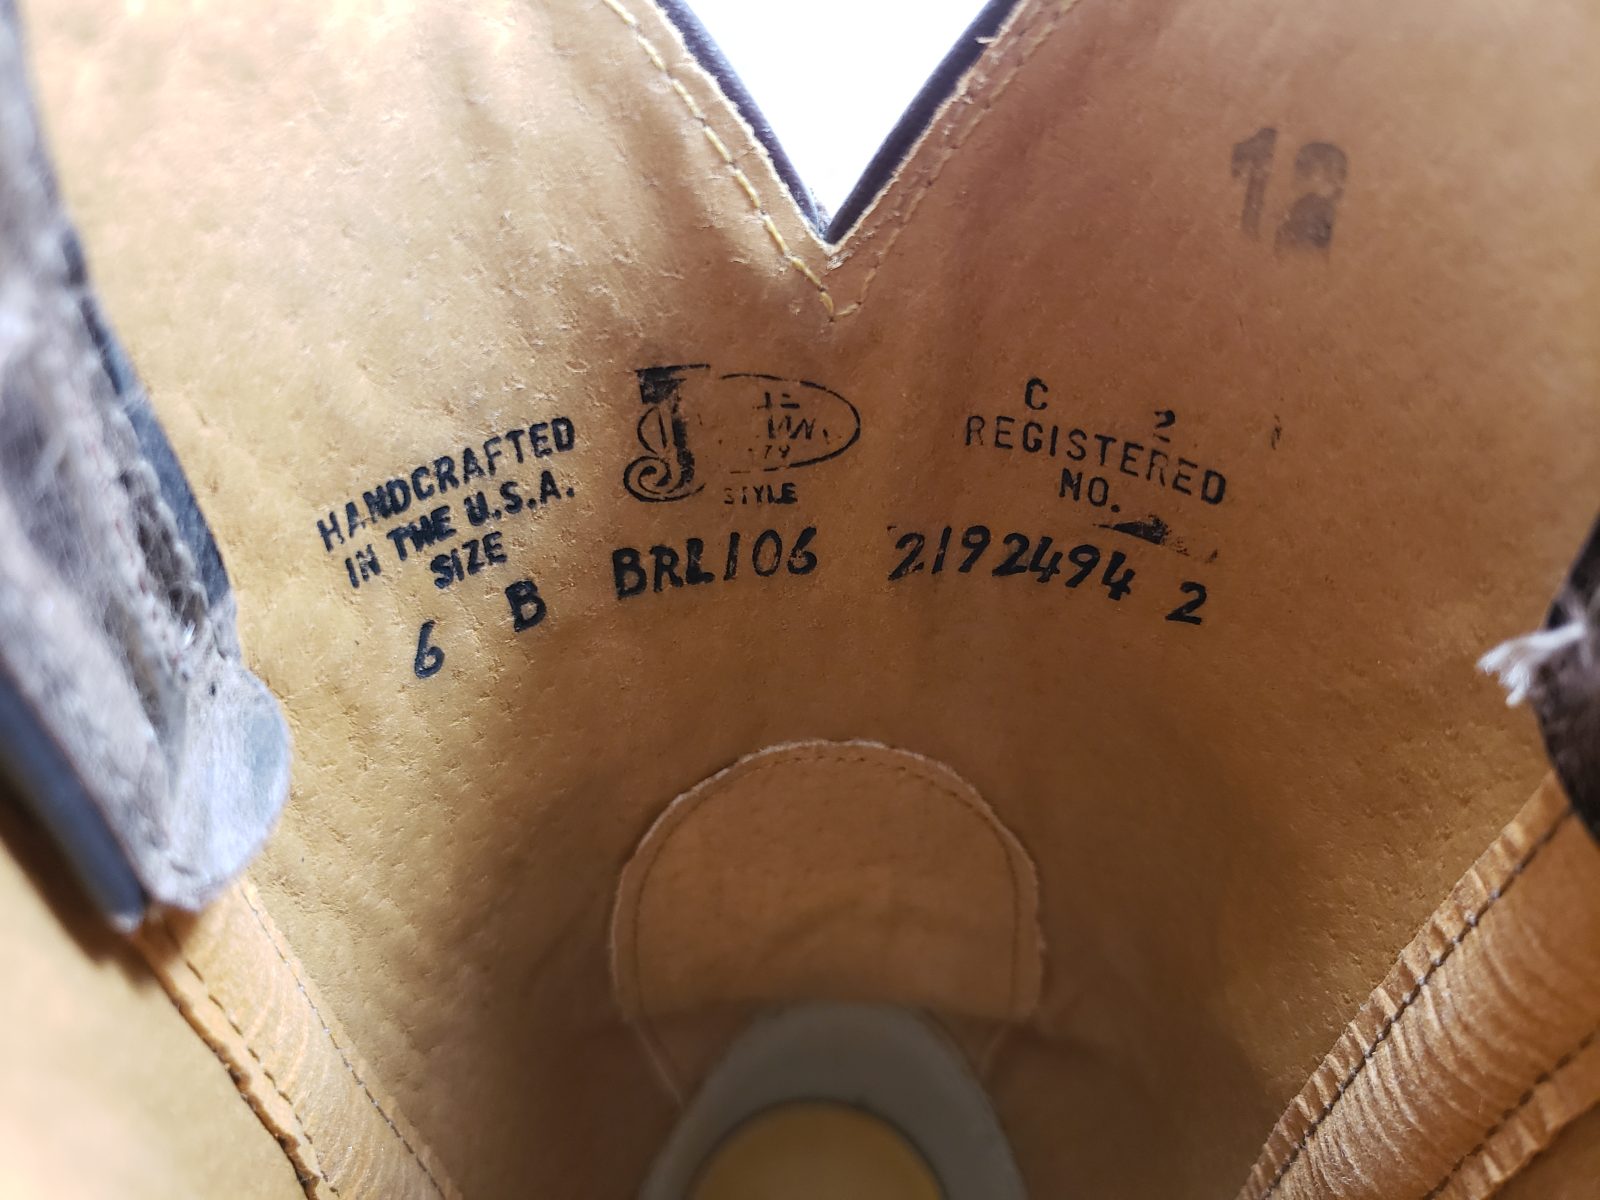 12
HANDCRAFTED
IN THE U.S.A.
SIZE
6 B
J
STYLE
BRL106
C 2
REGISTERED
NO.
2192494 2